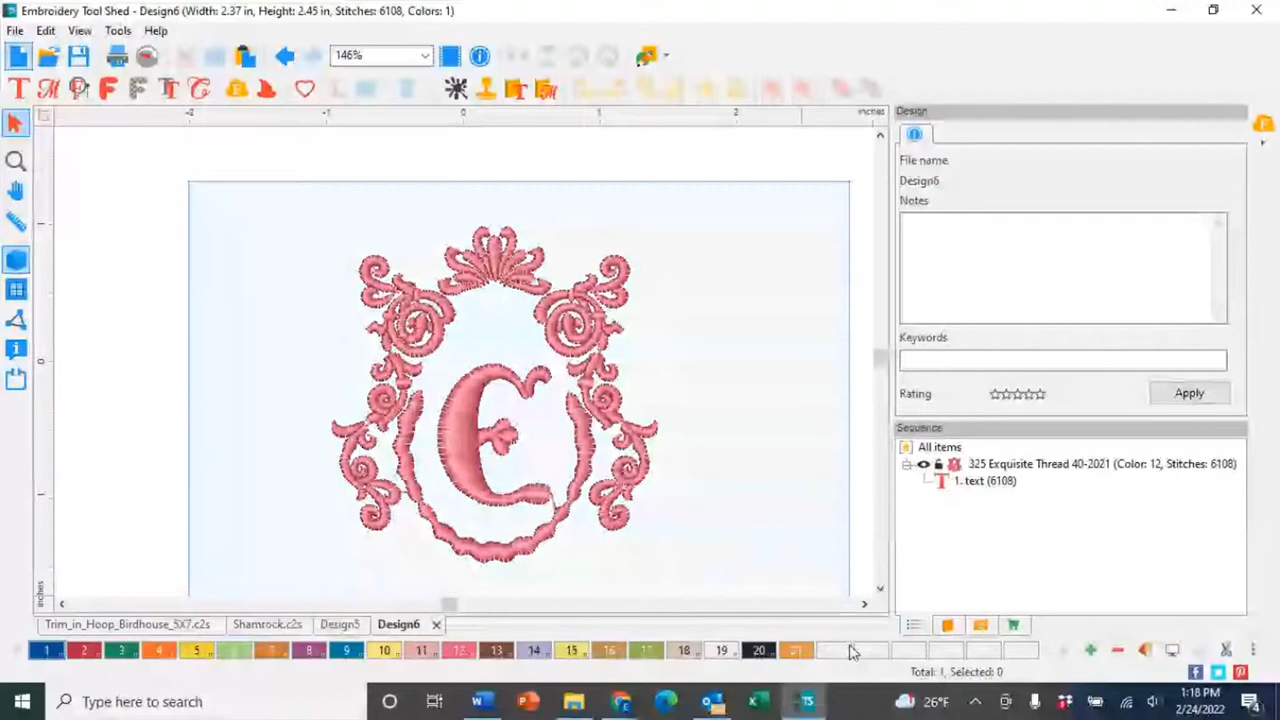 Embroidery Tool Shed - Design6 (Width: 2.37 in, Height: 2.45 in, Stitches: 6108, Colors: 1)
File Edit View Tools Help
146%
-2 -1 0 1 2 inches
Design
File name
Design6
Notes
Keywords
Rating
Apply
Sequence
All items
325 Exquisite Thread 40-2021 (Color: 12, Stitches: 6108)
1. text (6108)
1
0
1
inches
E
Trim_in_Hoop_Birdhouse_5X7.c2s Shamrock.c2s Design5 Design6
1 2 3 4 5 6 7 8 9 10 11 12 13 14 15 16 17 18 19 20 21
Total: 1, Selected: 0
Type here to search
26°F
1:18 PM
2/24/2022